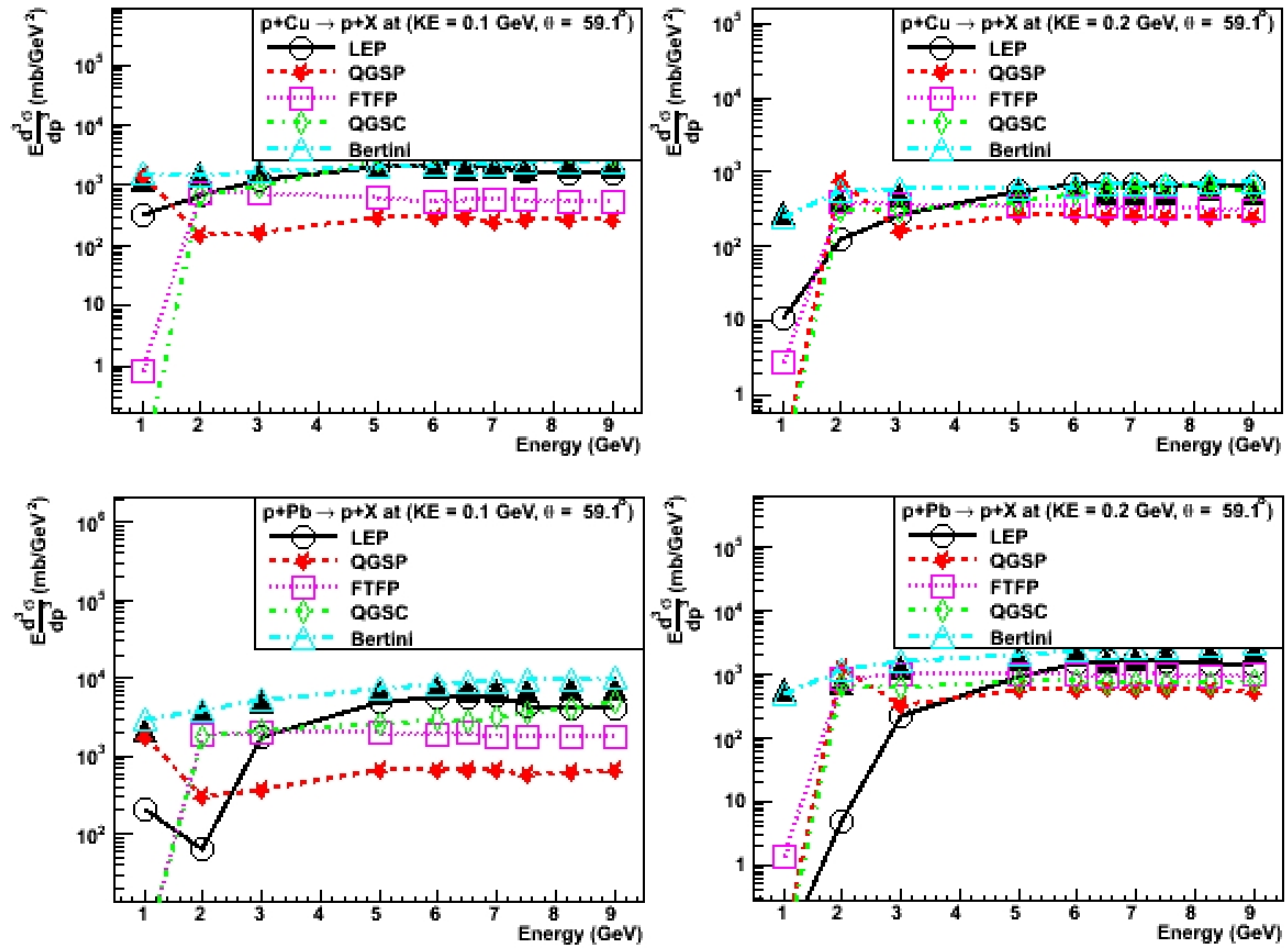 p+Cu → p+X at (KE = 0.1 GeV, θ = 59.1°)
LEP
QGSP
FTFP
QGSC
Bertini
E d³σ/dp³ (mb/GeV²)
10⁵
10⁴
10³
10²
10
1
1 2 3 4 5 6 7 8 9
Energy (GeV)
p+Cu → p+X at (KE = 0.2 GeV, θ = 59.1°)
LEP
QGSP
FTFP
QGSC
Bertini
E d³σ/dp³ (mb/GeV²)
10⁵
10⁴
10³
10²
10
1
1 2 3 4 5 6 7 8 9
Energy (GeV)
p+Pb → p+X at (KE = 0.1 GeV, θ = 59.1°)
LEP
QGSP
FTFP
QGSC
Bertini
E d³σ/dp³ (mb/GeV²)
10⁶
10⁵
10⁴
10³
10²
1 2 3 4 5 6 7 8 9
Energy (GeV)
p+Pb → p+X at (KE = 0.2 GeV, θ = 59.1°)
LEP
QGSP
FTFP
QGSC
Bertini
E d³σ/dp³ (mb/GeV²)
10⁵
10⁴
10³
10²
10
1
1 2 3 4 5 6 7 8 9
Energy (GeV)